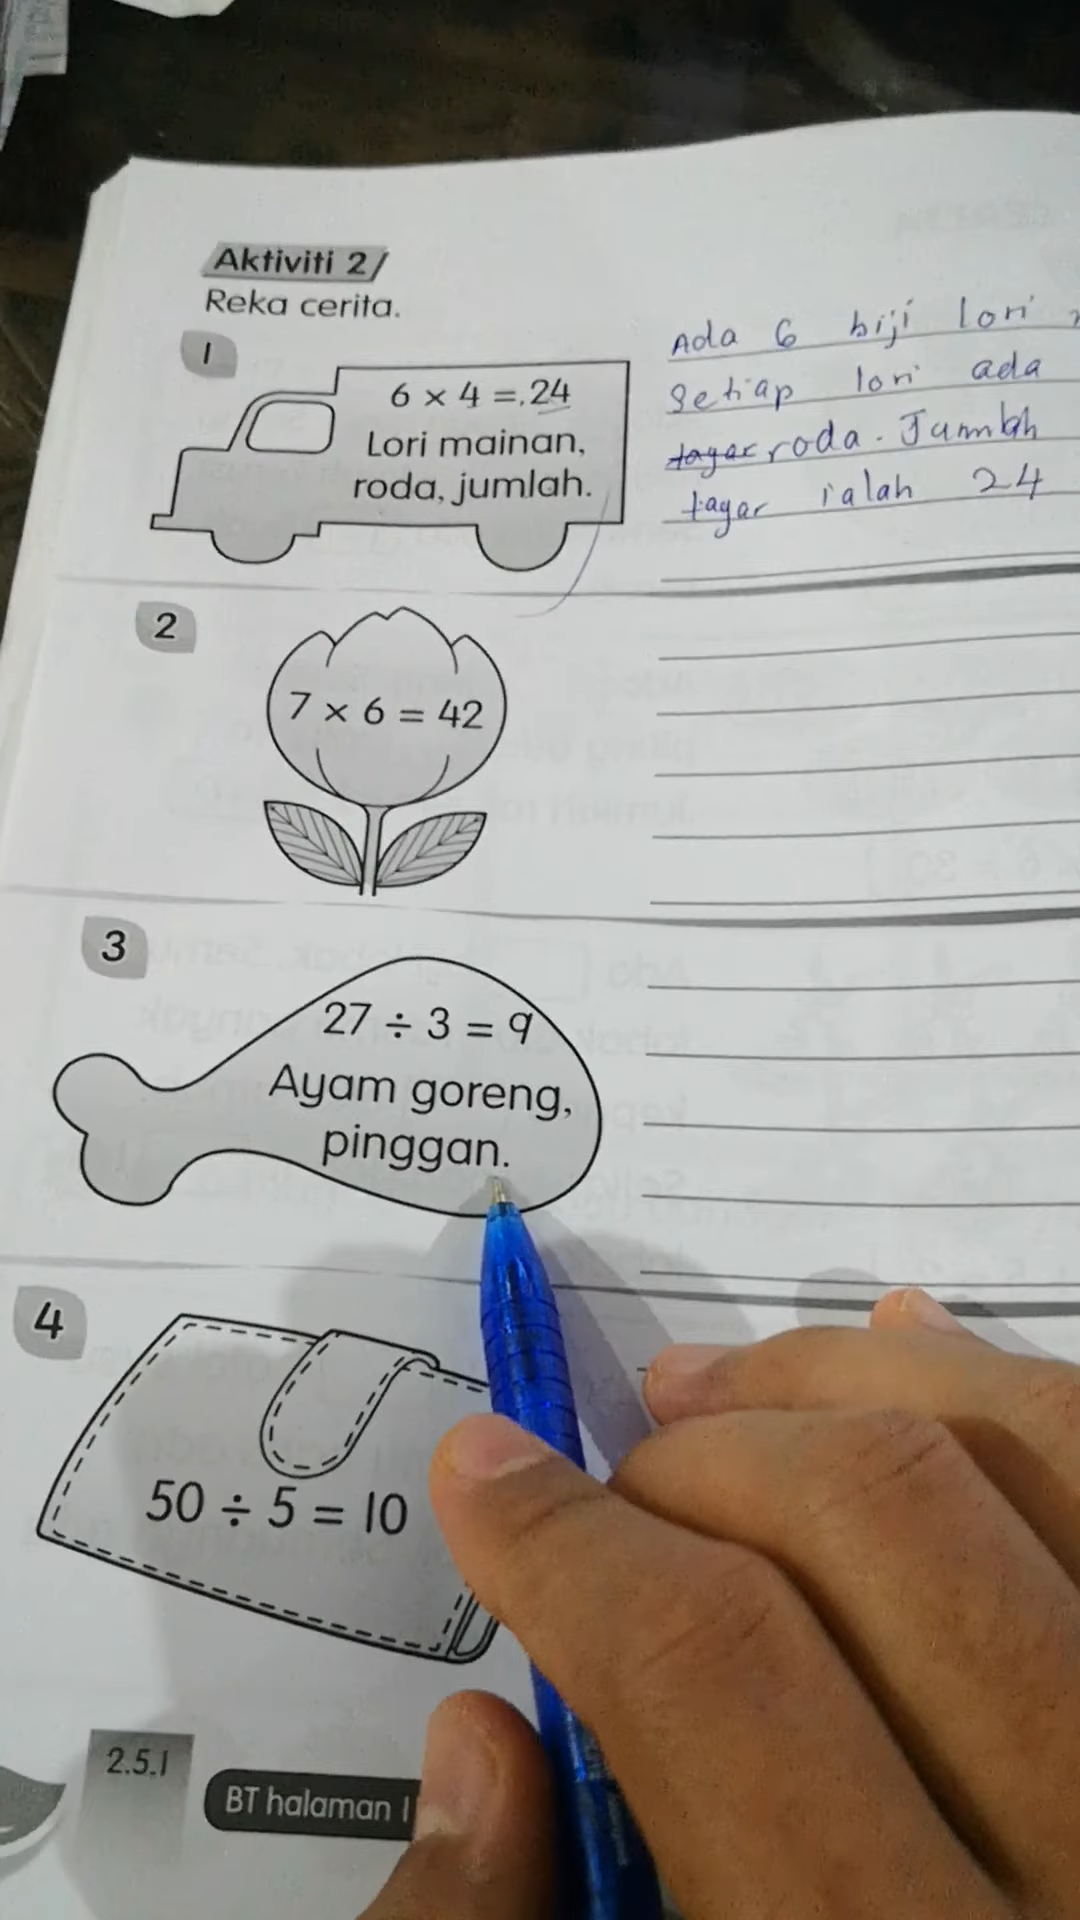 Aktiviti 2
Reka cerita.
1
6 × 4 = 24
Lori mainan,
roda, jumlah.
Ada 6 biji lori
Setiap lori ada
tayar roda. Jumlah
tayar ialah 24
2
7 × 6 = 42
3
27 ÷ 3 = 9
Ayam goreng,
pinggan.
4
50 ÷ 5 = 10
2.5.1
BT halaman 1